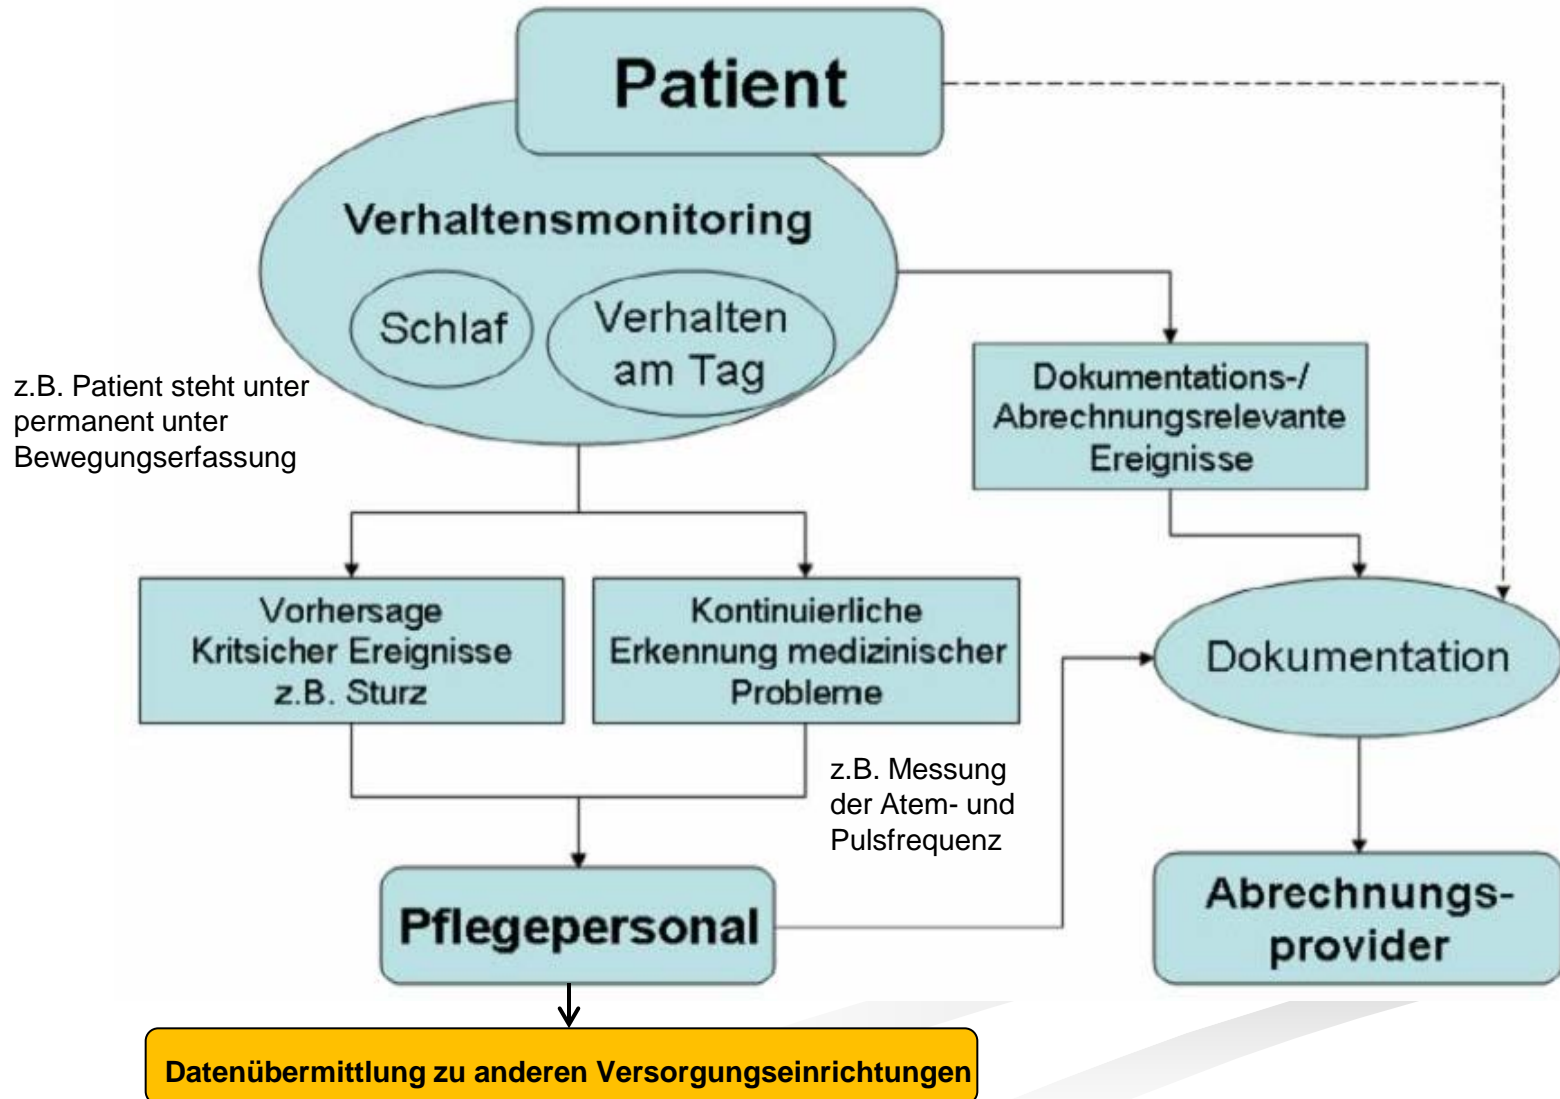 Patient
Verhaltensmonitoring
Schlaf
Verhalten
am Tag
z.B. Patient steht unter
permanent unter
Bewegungserfassung
Dokumentations-/
Abrechnungsrelevante
Ereignisse
Vorhersage
Kritsicher Ereignisse
z.B. Sturz
Kontinuierliche
Erkennung medizinischer
Probleme
Dokumentation
z.B. Messung
der Atem- und
Pulsfrequenz
Pflegepersonal
Abrechnungs-
provider
Datenübermittlung zu anderen Versorgungseinrichtungen